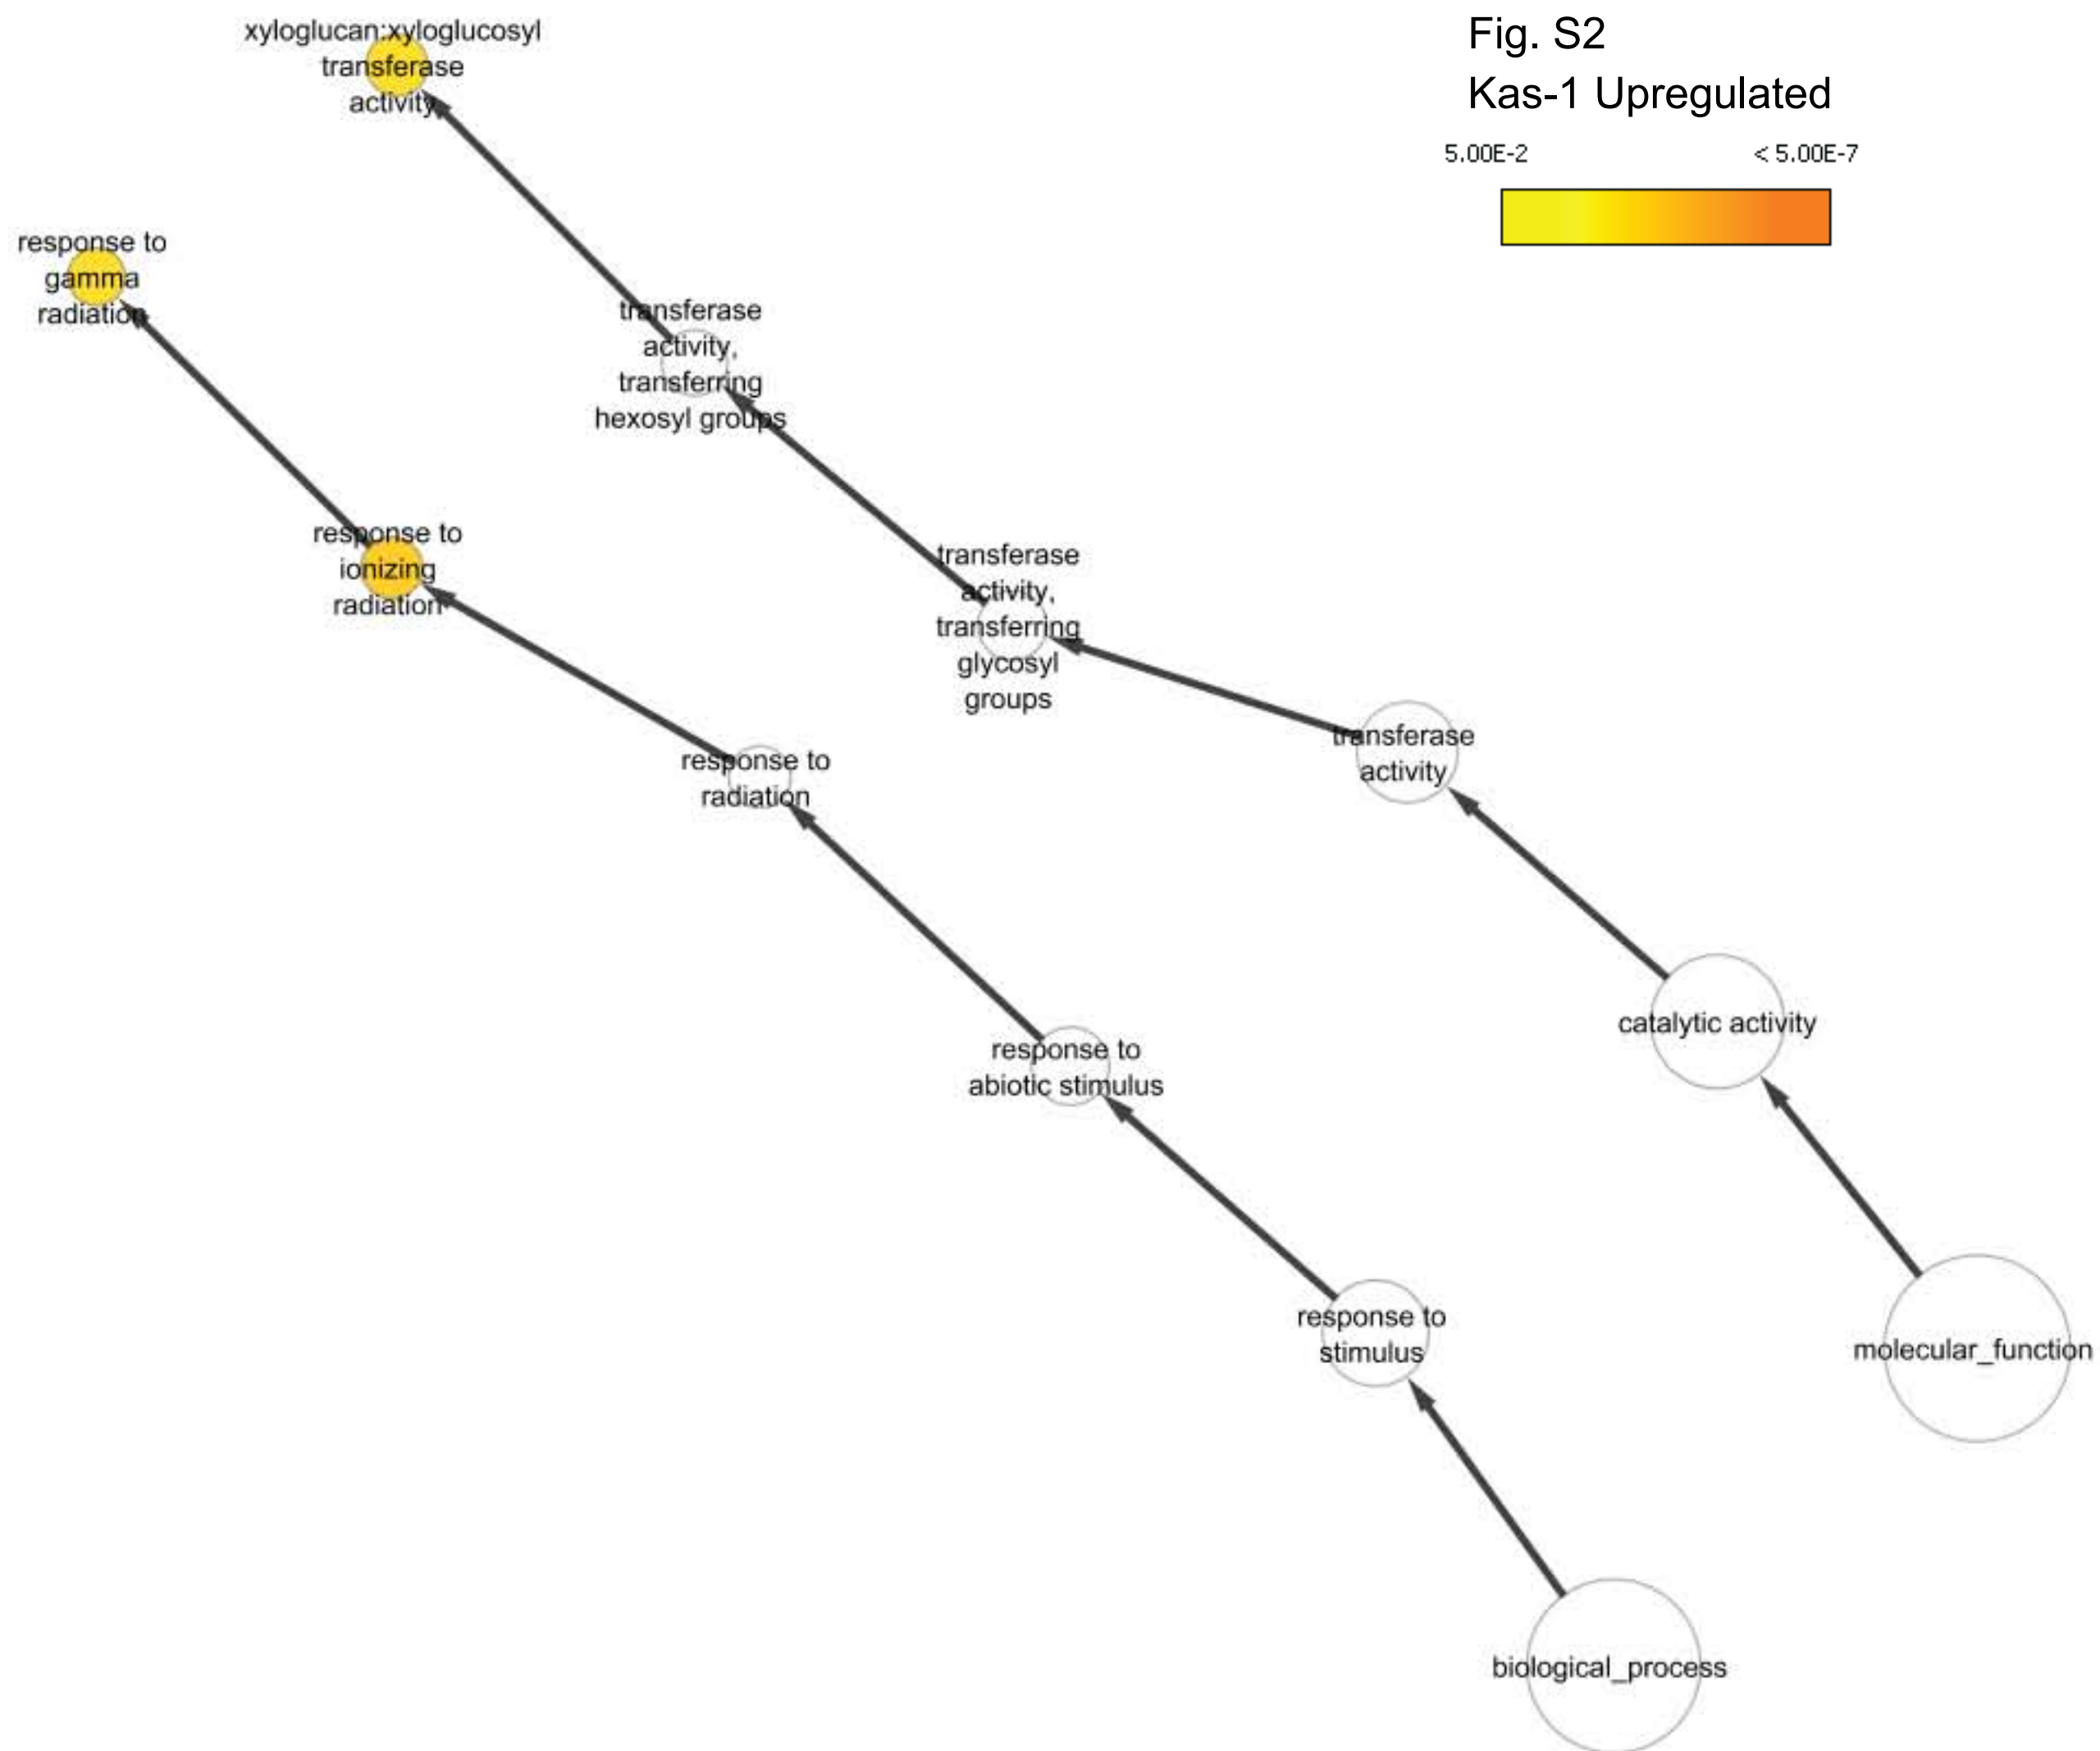 Fig. S2
Kas-1 Upregulated
5.00E-2
< 5.00E-7
xyloglucan:xyloglucosyl
transferase
activity
response to
gamma
radiation
transferase
activity,
transferring
hexosyl groups
response to
ionizing
radiation
transferase
activity,
transferring
glycosyl
groups
transferase
activity
response to
radiation
catalytic activity
response to
abiotic stimulus
response to
stimulus
molecular_function
biological_process